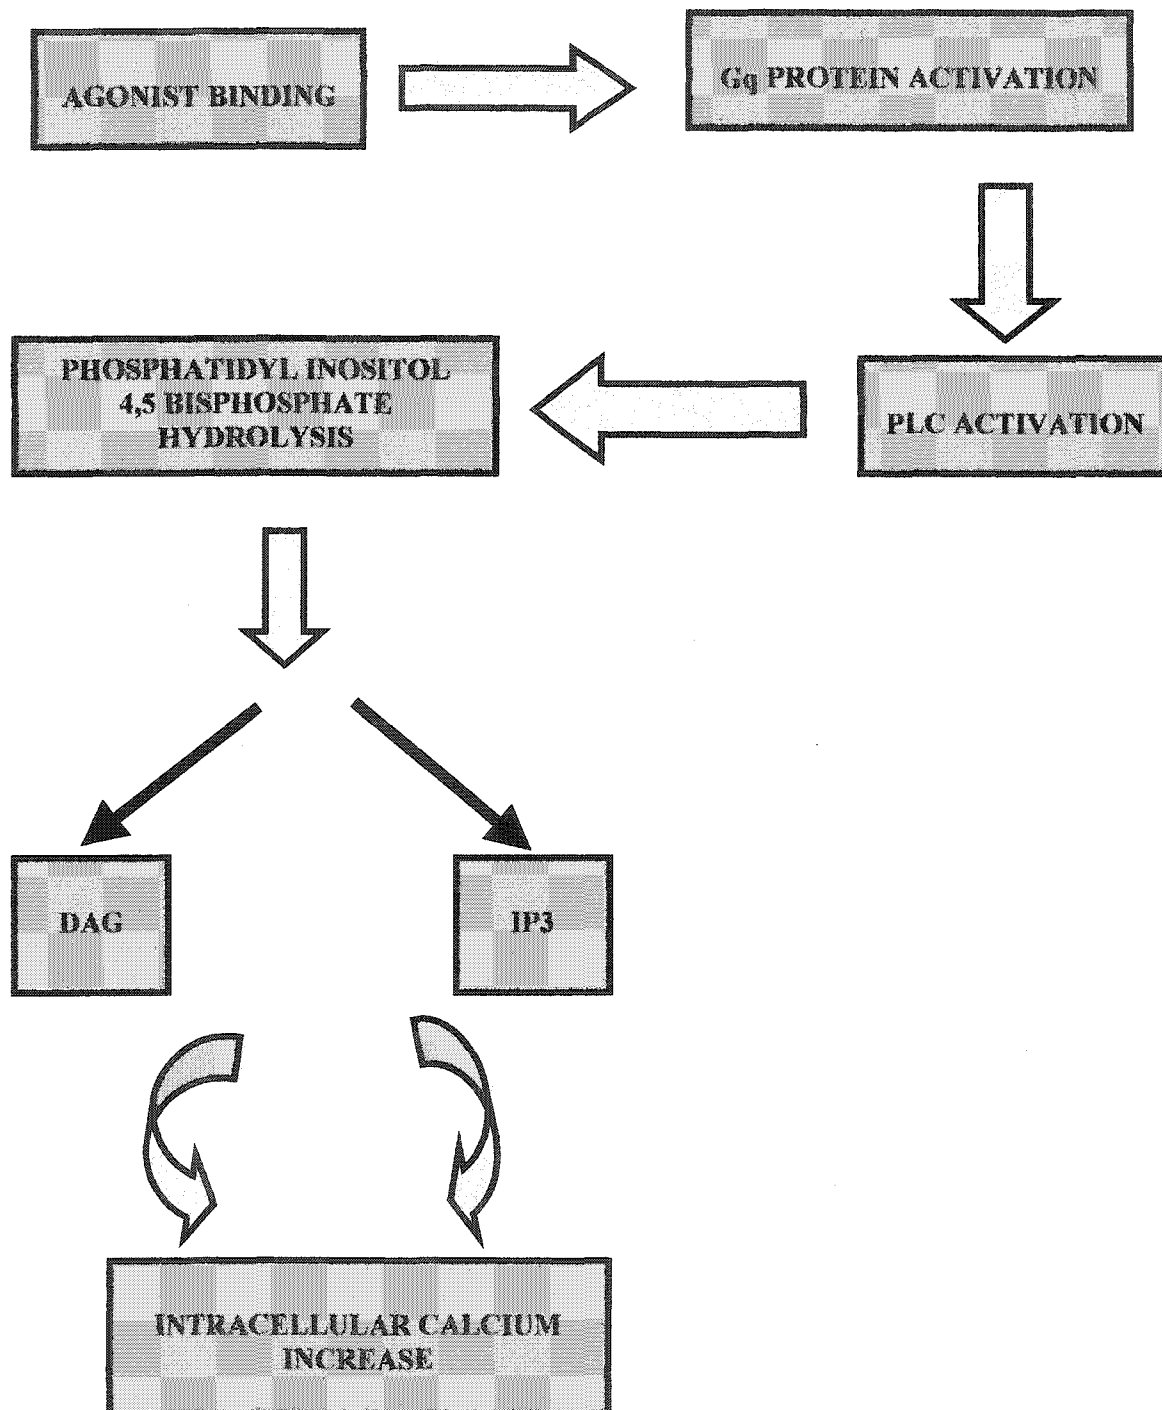 AGONIST BINDING
Gq PROTEIN ACTIVATION
PLC ACTIVATION
PHOSPHATIDYL INOSITOL
4,5 BISPHOSPHATE
HYDROLYSIS
DAG
IP3
INTRACELLULAR CALCIUM
INCREASE